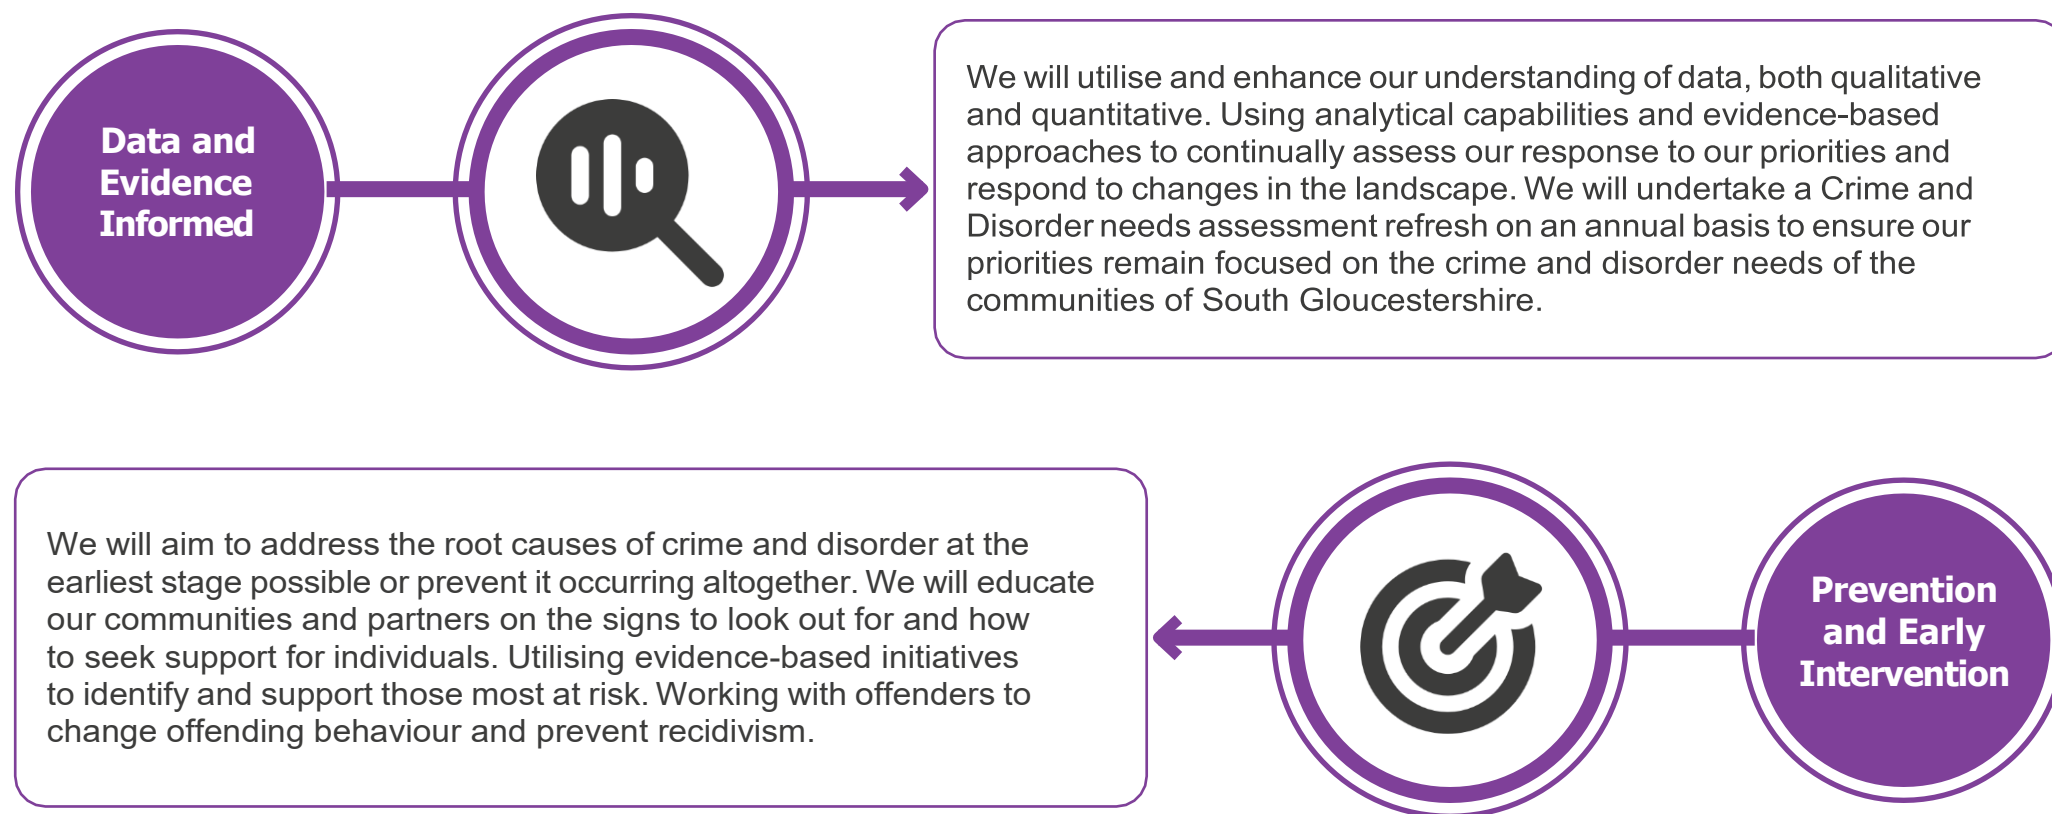 Data and
Evidence
Informed
We will utilise and enhance our understanding of data, both qualitative
and quantitative. Using analytical capabilities and evidence-based
approaches to continually assess our response to our priorities and
respond to changes in the landscape. We will undertake a Crime and
Disorder needs assessment refresh on an annual basis to ensure our
priorities remain focused on the crime and disorder needs of the
communities of South Gloucestershire.
We will aim to address the root causes of crime and disorder at the
earliest stage possible or prevent it occurring altogether. We will educate
our communities and partners on the signs to look out for and how
to seek support for individuals. Utilising evidence-based initiatives
to identify and support those most at risk. Working with offenders to
change offending behaviour and prevent recidivism.
Prevention
and Early
Intervention